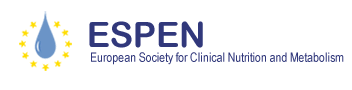 ESPEN
European Society for Clinical Nutrition and Metabolism